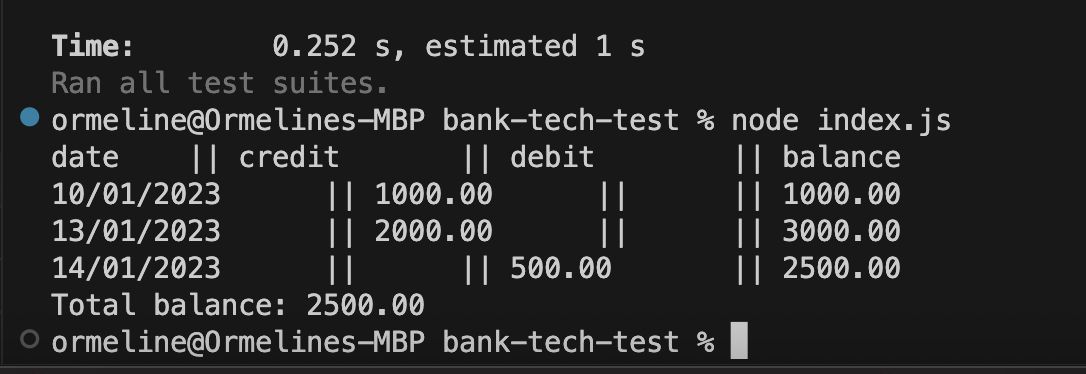 Time:        0.252 s, estimated 1 s
Ran all test suites.
ormeline@Ormelines-MBP bank-tech-test % node index.js
date    || credit       || debit        || balance
10/01/2023      || 1000.00      ||      || 1000.00
13/01/2023      || 2000.00      ||      || 3000.00
14/01/2023      ||      || 500.00       || 2500.00
Total balance: 2500.00
ormeline@Ormelines-MBP bank-tech-test %